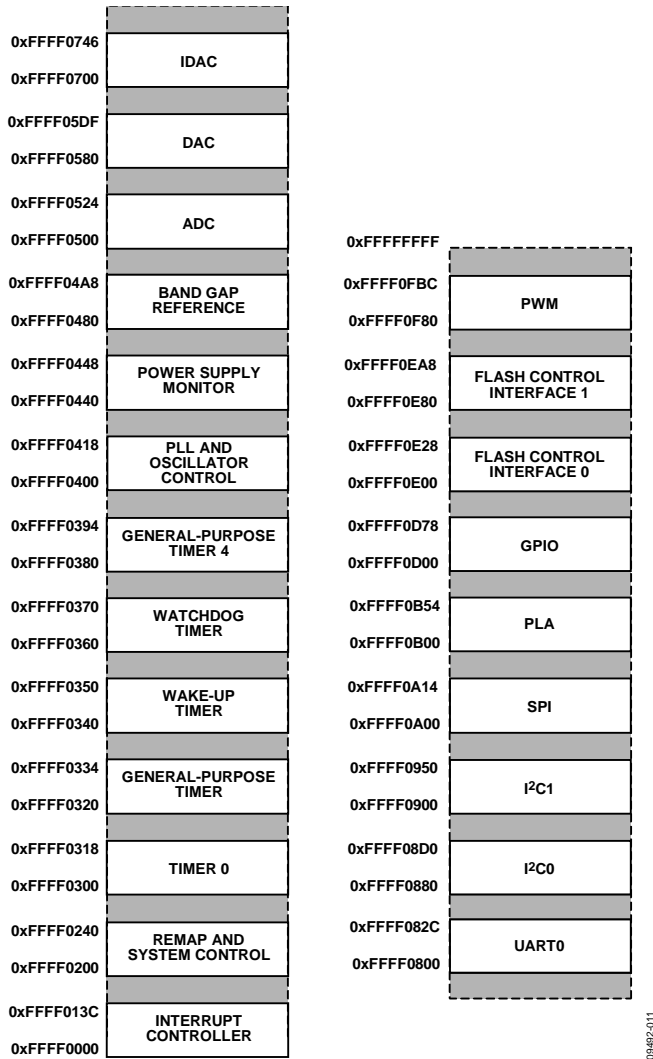 0xFFFF0746
IDAC
0xFFFF0700
0xFFFF05DF
DAC
0xFFFF0580
0xFFFF0524
ADC
0xFFFF0500
0xFFFF04A8
BAND GAP
REFERENCE
0xFFFF0480
0xFFFF0448
POWER SUPPLY
MONITOR
0xFFFF0440
0xFFFF0418
PLL AND
OSCILLATOR
CONTROL
0xFFFF0400
0xFFFF0394
GENERAL-PURPOSE
TIMER 4
0xFFFF0380
0xFFFF0370
WATCHDOG
TIMER
0xFFFF0360
0xFFFF0350
WAKE-UP
TIMER
0xFFFF0340
0xFFFF0334
GENERAL-PURPOSE
TIMER
0xFFFF0320
0xFFFF0318
TIMER 0
0xFFFF0300
0xFFFF0240
REMAP AND
SYSTEM CONTROL
0xFFFF0200
0xFFFF013C
INTERRUPT
CONTROLLER
0xFFFF0000
0xFFFFFFFF
0xFFFF0FBC
PWM
0xFFFF0F80
0xFFFF0EA8
FLASH CONTROL
INTERFACE 1
0xFFFF0E80
0xFFFF0E28
FLASH CONTROL
INTERFACE 0
0xFFFF0E00
0xFFFF0D78
GPIO
0xFFFF0D00
0xFFFF0B54
PLA
0xFFFF0B00
0xFFFF0A14
SPI
0xFFFF0A00
0xFFFF0950
I²C1
0xFFFF0900
0xFFFF08D0
I²C0
0xFFFF0880
0xFFFF082C
UART0
0xFFFF0800
09492-011